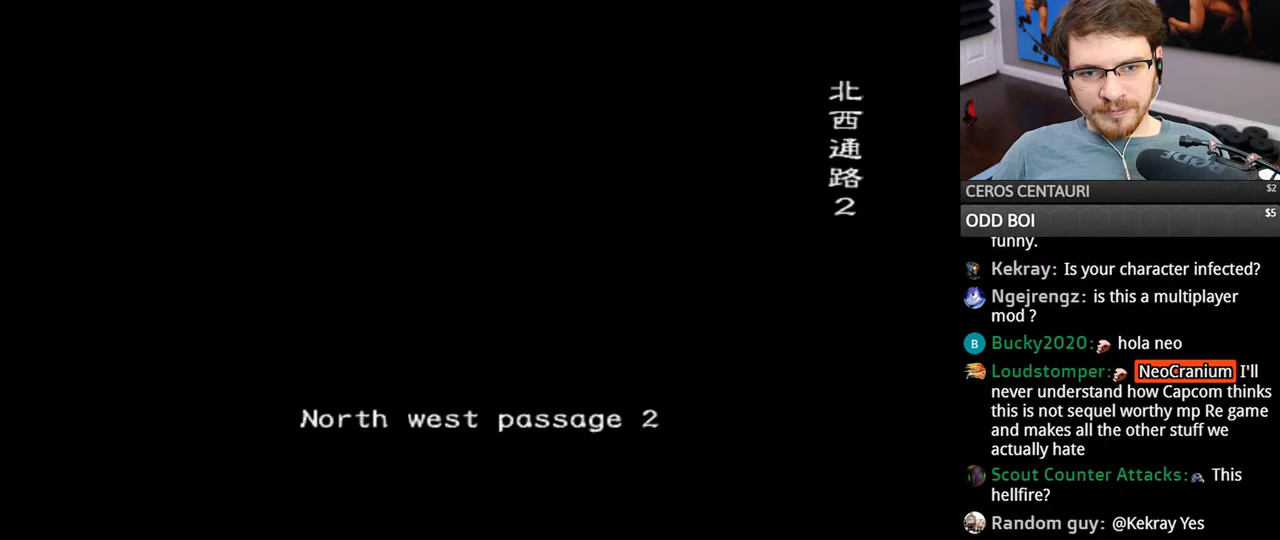 北西通路2
North west passage 2
RØDE
CEROS CENTAURI
$2
ODD BOI
$5
funny.
Kekray: Is your character infected?
Ngejrengz: is this a multiplayer
mod ?
B Bucky2020: hola neo
Loudstomper: NeoCranium I'll
never understand how Capcom thinks
this is not sequel worthy mp Re game
and makes all the other stuff we
actually hate
Scout Counter Attacks: This
hellfire?
Random guy: @Kekray Yes